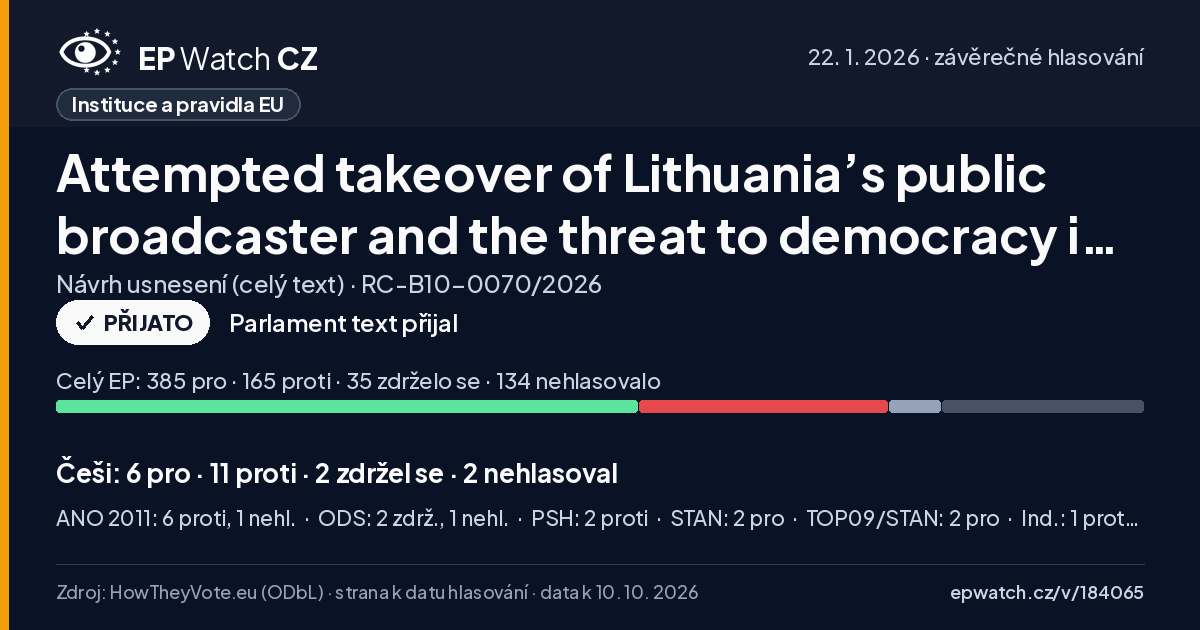 EP Watch CZ
22. 1. 2026 · závěrečné hlasování
Instituce a pravidla EU
Attempted takeover of Lithuania’s public
broadcaster and the threat to democracy i…
Návrh usnesení (celý text) · RC-B10-0070/2026
✓ PŘIJATO
Parlament text přijal
Celý EP: 385 pro · 165 proti · 35 zdrželo se · 134 nehlasovalo
Češi: 6 pro · 11 proti · 2 zdržel se · 2 nehlasoval
ANO 2011: 6 proti, 1 nehl. · ODS: 2 zdrž., 1 nehl. · PSH: 2 proti · STAN: 2 pro · TOP09/STAN: 2 pro · Ind.: 1 prot…
Zdroj: HowTheyVote.eu (ODbL) · strana k datu hlasování · data k 10. 10. 2026
epwatch.cz/v/184065